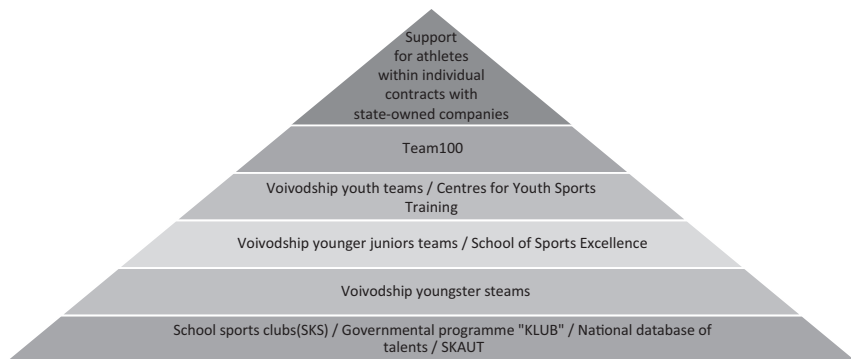 Support
for athletes
within individual
contracts with
state-owned companies
Team100
Voivodship youth teams / Centres for Youth Sports
Training
Voivodship younger juniors teams / School of Sports Excellence
Voivodship youngster steams
School sports clubs(SKS) / Governmental programme "KLUB" / National database of
talents / SKAUT